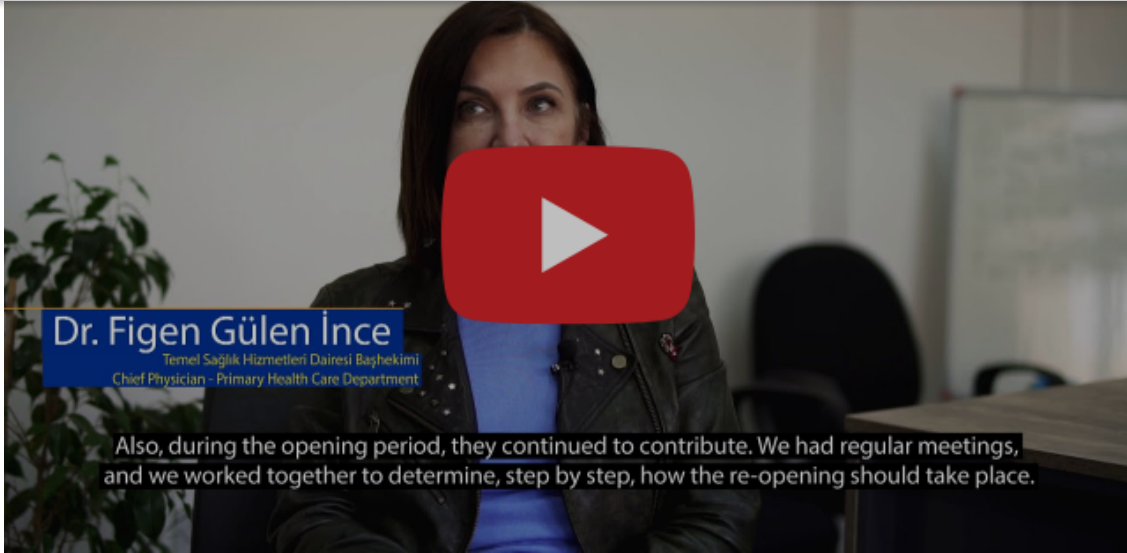 Dr. Figen Gülen İnce
Temel Sağlık Hizmetleri Dairesi Başhekimi
Chief Physician - Primary Health Care Department
Also, during the opening period, they continued to contribute. We had regular meetings,
and we worked together to determine, step by step, how the re-opening should take place.